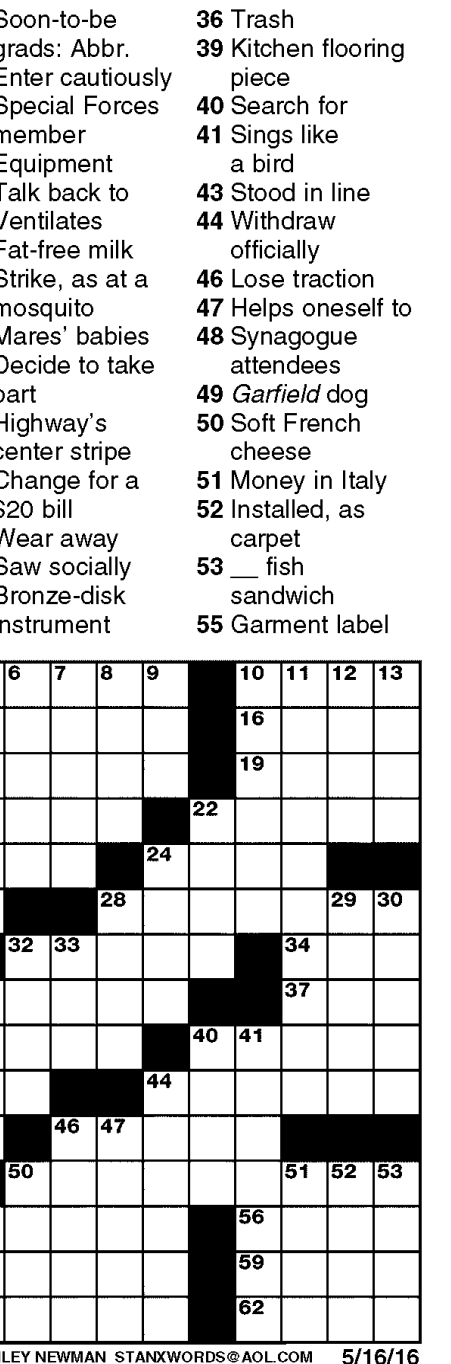 Soon-to-be
grads: Abbr.
Enter cautiously
Special Forces
member
Equipment
Talk back to
Ventilates
Fat-free milk
Strike, as at a
mosquito
Mares' babies
Decide to take
part
Highway's
center stripe
Change for a
$20 bill
Wear away
Saw socially
Bronze-disk
instrument
36 Trash
39 Kitchen flooring
piece
40 Search for
41 Sings like
a bird
43 Stood in line
44 Withdraw
officially
46 Lose traction
47 Helps oneself to
48 Synagogue
attendees
49 Garfield dog
50 Soft French
cheese
51 Money in Italy
52 Installed, as
carpet
53 __ fish
sandwich
55 Garment label
6 7 8 9 10 11 12 13
16
19
22
24
28 29 30
32 33 34
37
40 41
44
46 47
50 51 52 53
56
59
62
LEY NEWMAN STANXWORDS@AOL.COM 5/16/16